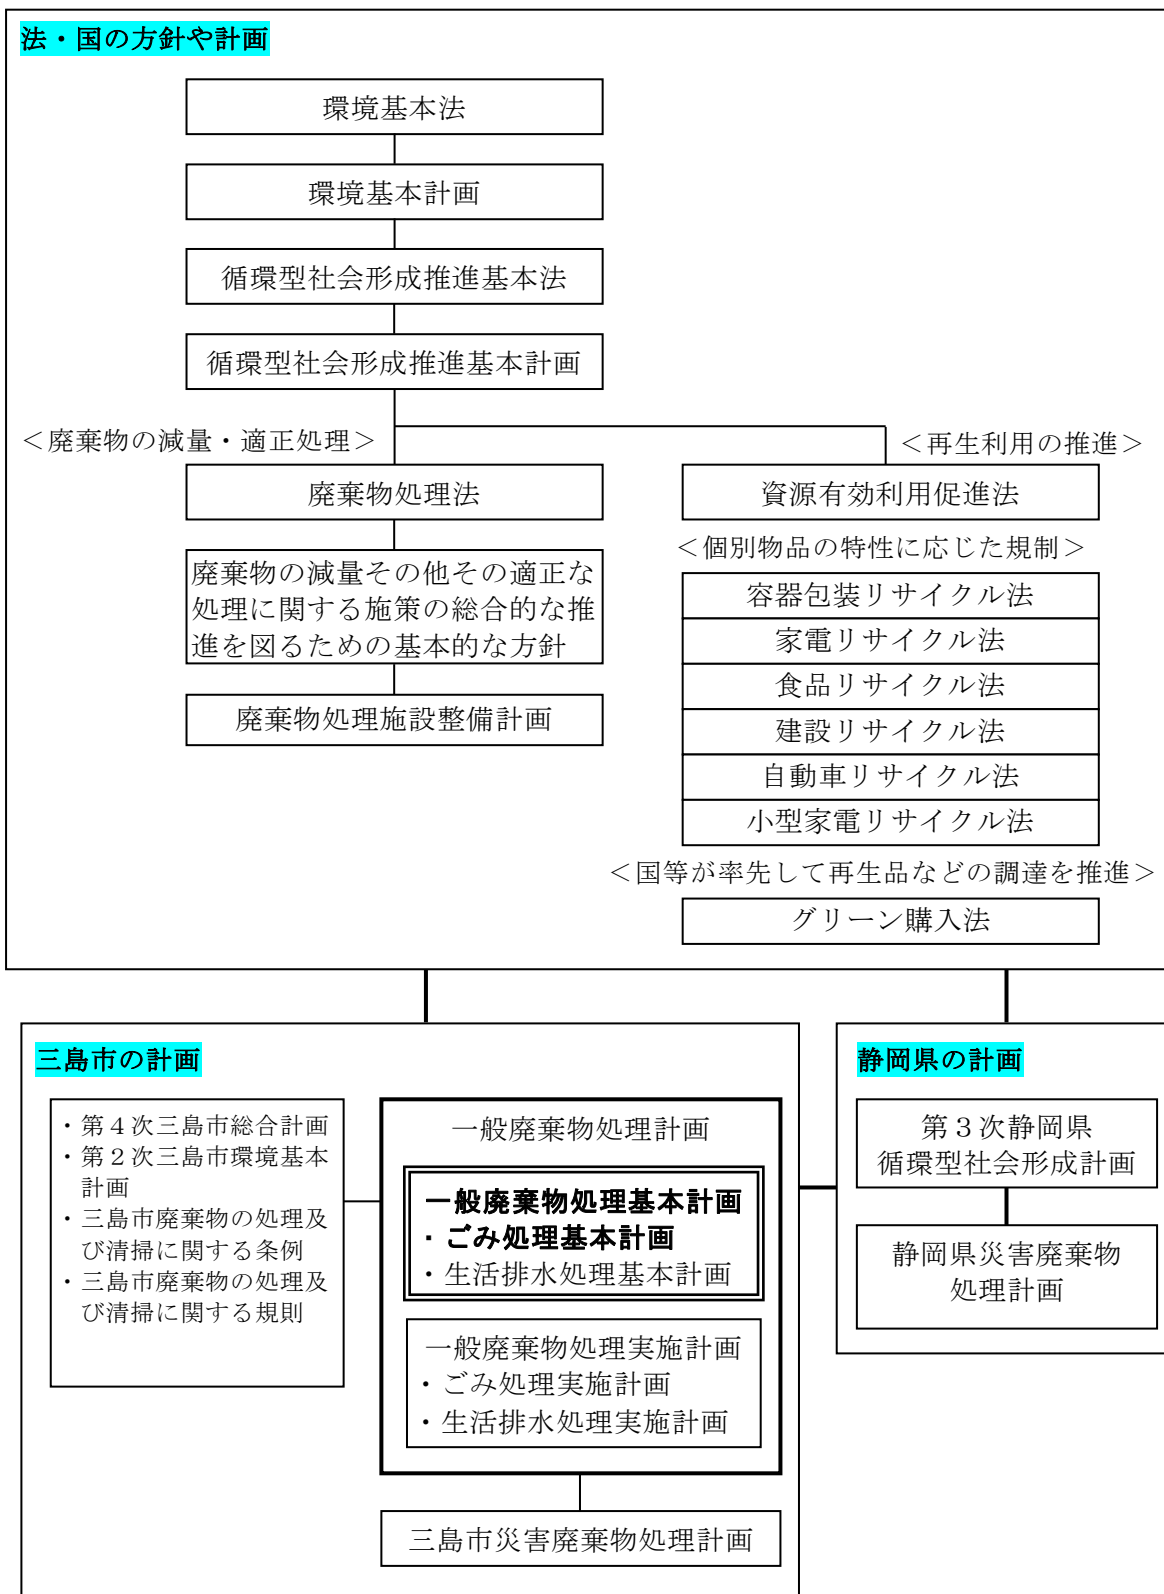 法・国の方針や計画
環境基本法
環境基本計画
循環型社会形成推進基本法
循環型社会形成推進基本計画
＜廃棄物の減量・適正処理＞
＜再生利用の推進＞
廃棄物処理法
資源有効利用促進法
廃棄物の減量その他その適正な
処理に関する施策の総合的な推
進を図るための基本的な方針
廃棄物処理施設整備計画
＜個別物品の特性に応じた規制＞
容器包装リサイクル法
家電リサイクル法
食品リサイクル法
建設リサイクル法
自動車リサイクル法
小型家電リサイクル法
＜国等が率先して再生品などの調達を推進＞
グリーン購入法
三島市の計画
・第４次三島市総合計画
・第２次三島市環境基本
計画
・三島市廃棄物の処理及
び清掃に関する条例
・三島市廃棄物の処理及
び清掃に関する規則
一般廃棄物処理計画
一般廃棄物処理基本計画
・ごみ処理基本計画
・生活排水処理基本計画
一般廃棄物処理実施計画
・ごみ処理実施計画
・生活排水処理実施計画
三島市災害廃棄物処理計画
静岡県の計画
第３次静岡県
循環型社会形成計画
静岡県災害廃棄物
処理計画